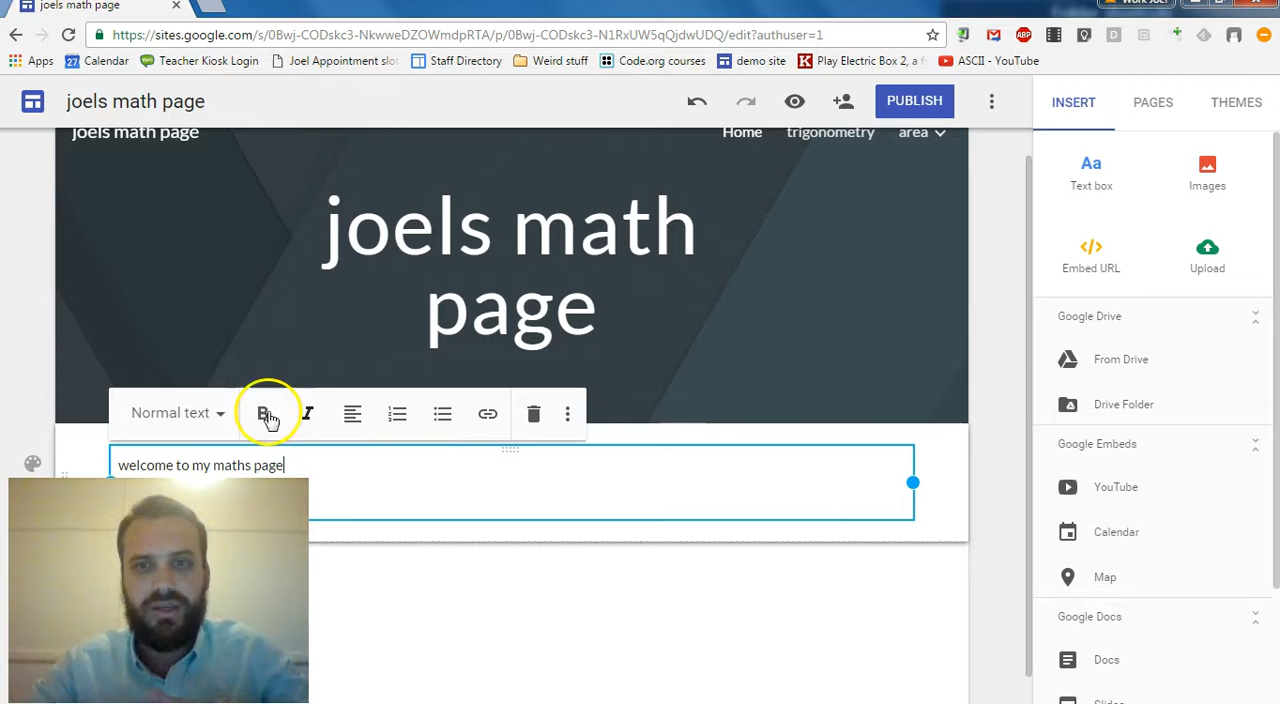 joels math page
Work Joel
https://sites.google.com/s/0Bwj-CODskc3-NkwweDZOWmdpRTA/p/0Bwj-CODskc3-N1RxUW5qQjdwUDQ/edit?authuser=1
Apps 27 Calendar Teacher Kiosk Login Joel Appointment slot Staff Directory Weird stuff Code.org courses demo site K Play Electric Box 2, a f ASCII - YouTube
joels math page PUBLISH INSERT PAGES THEMES
joels math page Home trigonometry area
Aa
Text box Images
joels math
page
Embed URL Upload
Google Drive
From Drive
Drive Folder
Normal text B I
Google Embeds
welcome to my maths page
YouTube
Calendar
Map
Google Docs
Docs